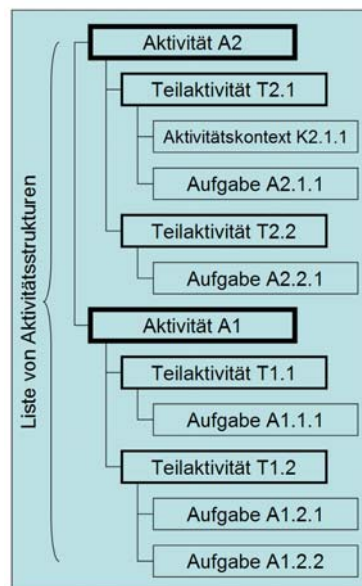 Liste von Aktivitätsstrukturen
Aktivität A2
Teilaktivität T2.1
Aktivitätskontext K2.1.1
Aufgabe A2.1.1
Teilaktivität T2.2
Aufgabe A2.2.1
Aktivität A1
Teilaktivität T1.1
Aufgabe A1.1.1
Teilaktivität T1.2
Aufgabe A1.2.1
Aufgabe A1.2.2